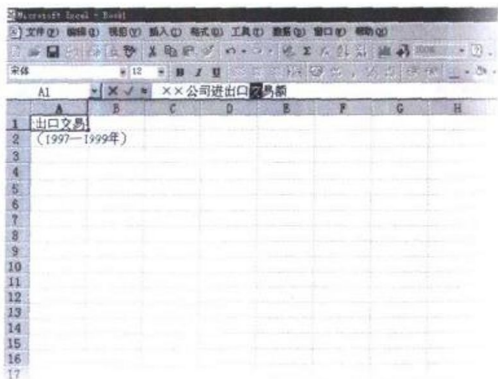 Microsoft Excel - Book1
文件(F) 编辑(E) 视图(V) 插入(I) 格式(O) 工具(T) 数据(D) 窗口(W) 帮助(H)
宋体 12 B I U
A1 ××公司进出口交易额
A B C D E F G H
1 出口交易
2 (1997—1999年)
3
4
5
6
7
8
9
10
11
12
13
14
15
16
17